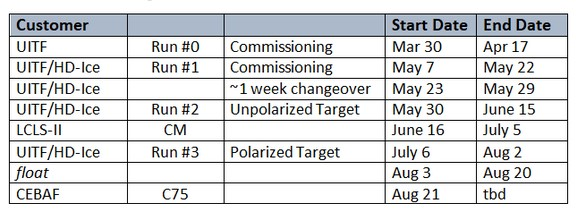 Customer Start Date End Date
UITF Run #0 Commissioning Mar 30 Apr 17
UITF/HD-Ice Run #1 Commissioning May 7 May 22
UITF/HD-Ice ~1 week changeover May 23 May 29
UITF/HD-Ice Run #2 Unpolarized Target May 30 June 15
LCLS-II CM June 16 July 5
UITF/HD-Ice Run #3 Polarized Target July 6 Aug 2
float Aug 3 Aug 20
CEBAF C75 Aug 21 tbd